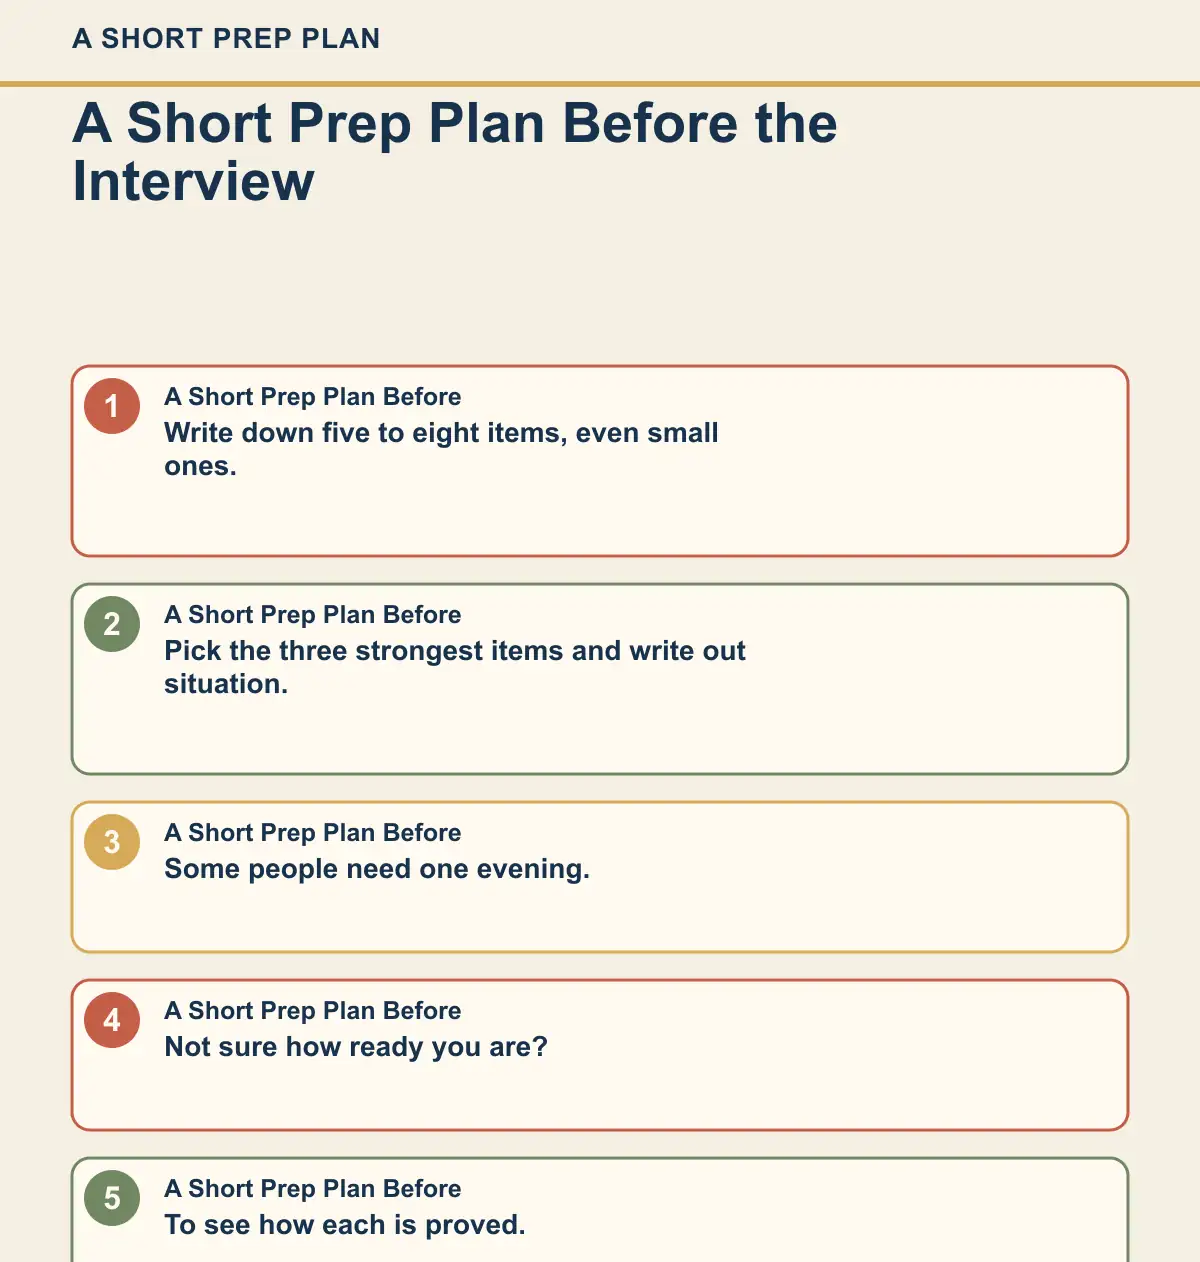 A SHORT PREP PLAN
A Short Prep Plan Before the
Interview
1
A Short Prep Plan Before
Write down five to eight items, even small
ones.
2
A Short Prep Plan Before
Pick the three strongest items and write out
situation.
3
A Short Prep Plan Before
Some people need one evening.
4
A Short Prep Plan Before
Not sure how ready you are?
5
A Short Prep Plan Before
To see how each is proved.